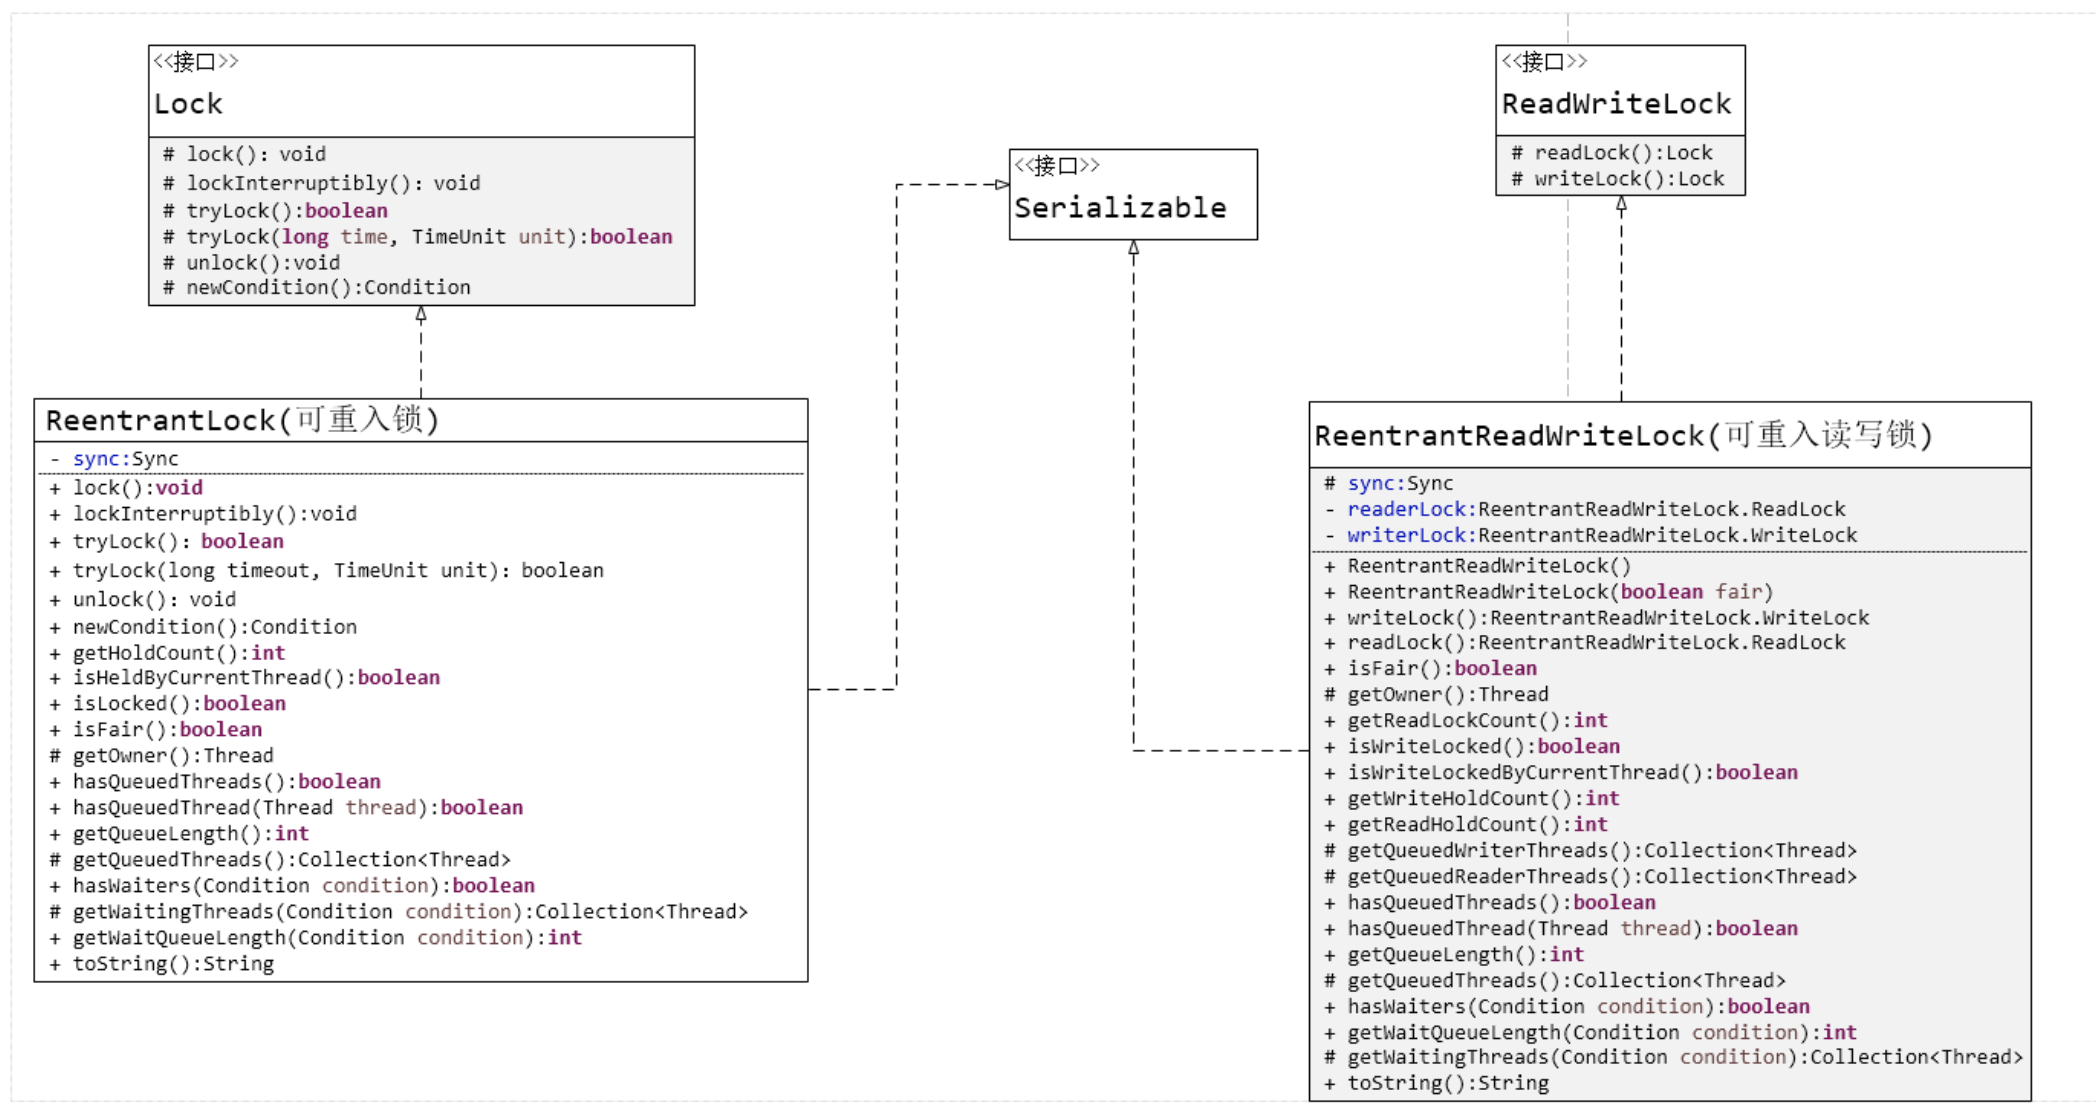 <<接口>>
Lock
# lock(): void
# lockInterruptibly(): void
# tryLock():boolean
# tryLock(long time, TimeUnit unit):boolean
# unlock():void
# newCondition():Condition
<<接口>>
Serializable
<<接口>>
ReadWriteLock
# readLock():Lock
# writeLock():Lock
ReentrantLock(可重入锁)
- sync:Sync
+ lock():void
+ lockInterruptibly():void
+ tryLock(): boolean
+ tryLock(long timeout, TimeUnit unit): boolean
+ unlock(): void
+ newCondition():Condition
+ getHoldCount():int
+ isHeldByCurrentThread():boolean
+ isLocked():boolean
+ isFair():boolean
# getOwner():Thread
+ hasQueuedThreads():boolean
+ hasQueuedThread(Thread thread):boolean
+ getQueueLength():int
# getQueuedThreads():Collection<Thread>
+ hasWaiters(Condition condition):boolean
# getWaitingThreads(Condition condition):Collection<Thread>
+ getWaitQueueLength(Condition condition):int
+ toString():String
ReentrantReadWriteLock(可重入读写锁)
# sync:Sync
- readerLock:ReentrantReadWriteLock.ReadLock
- writerLock:ReentrantReadWriteLock.WriteLock
+ ReentrantReadWriteLock()
+ ReentrantReadWriteLock(boolean fair)
+ writeLock():ReentrantReadWriteLock.WriteLock
+ readLock():ReentrantReadWriteLock.ReadLock
+ isFair():boolean
# getOwner():Thread
+ getReadLockCount():int
+ isWriteLocked():boolean
+ isWriteLockedByCurrentThread():boolean
+ getWriteHoldCount():int
+ getReadHoldCount():int
# getQueuedWriterThreads():Collection<Thread>
# getQueuedReaderThreads():Collection<Thread>
+ hasQueuedThreads():boolean
+ hasQueuedThread(Thread thread):boolean
+ getQueueLength():int
# getQueuedThreads():Collection<Thread>
+ hasWaiters(Condition condition):boolean
+ getWaitQueueLength(Condition condition):int
# getWaitingThreads(Condition condition):Collection<Thread>
+ toString():String